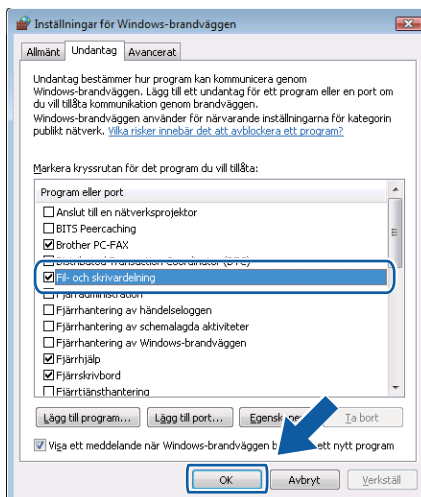 Inställningar för Windows-brandväggen
Allmänt Undantag Avancerat
Undantag bestämmer hur program kan kommunicera genom
Windows-brandväggen. Lägg till ett undantag för ett program eller en port om
du vill tillåta kommunikation genom brandväggen.
Windows-brandväggen använder för närvarande inställningarna för kategorin
publikt nätverk. Vilka risker innebär det att avblockera ett program?
Markera kryssrutan för det program du vill tillåta:
Program eller port
Anslut till en nätverksprojektor
BITS Peercaching
Brother PC-FAX
Distributed Transaction Coordinator (DTC)
Fil- och skrivardelning
Fjärradministration
Fjärrhantering av händelseloggen
Fjärrhantering av schemalagda aktiviteter
Fjärrhantering av Windows-brandväggen
Fjärrhjälp
Fjärrskrivbord
Fjärrtjänsthantering
Lägg till program... Lägg till port... Ta bort
Visa ett meddelande när Windows-brandväggen ett nytt program
OK Avbryt Verkställ